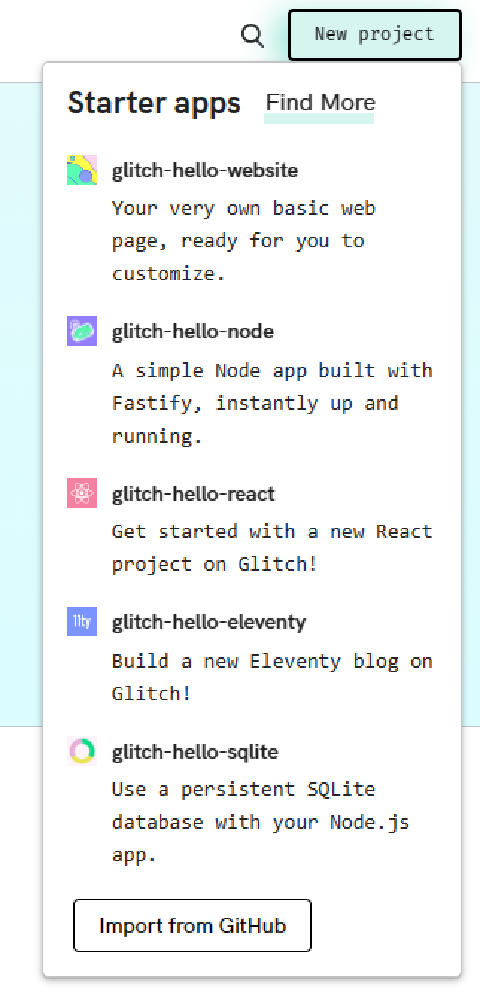 New project
Starter apps Find More
glitch-hello-website
Your very own basic web
page, ready for you to
customize.
glitch-hello-node
A simple Node app built with
Fastify, instantly up and
running.
glitch-hello-react
Get started with a new React
project on Glitch!
11ty
glitch-hello-eleventy
Build a new Eleventy blog on
Glitch!
glitch-hello-sqlite
Use a persistent SQLite
database with your Node.js
app.
Import from GitHub